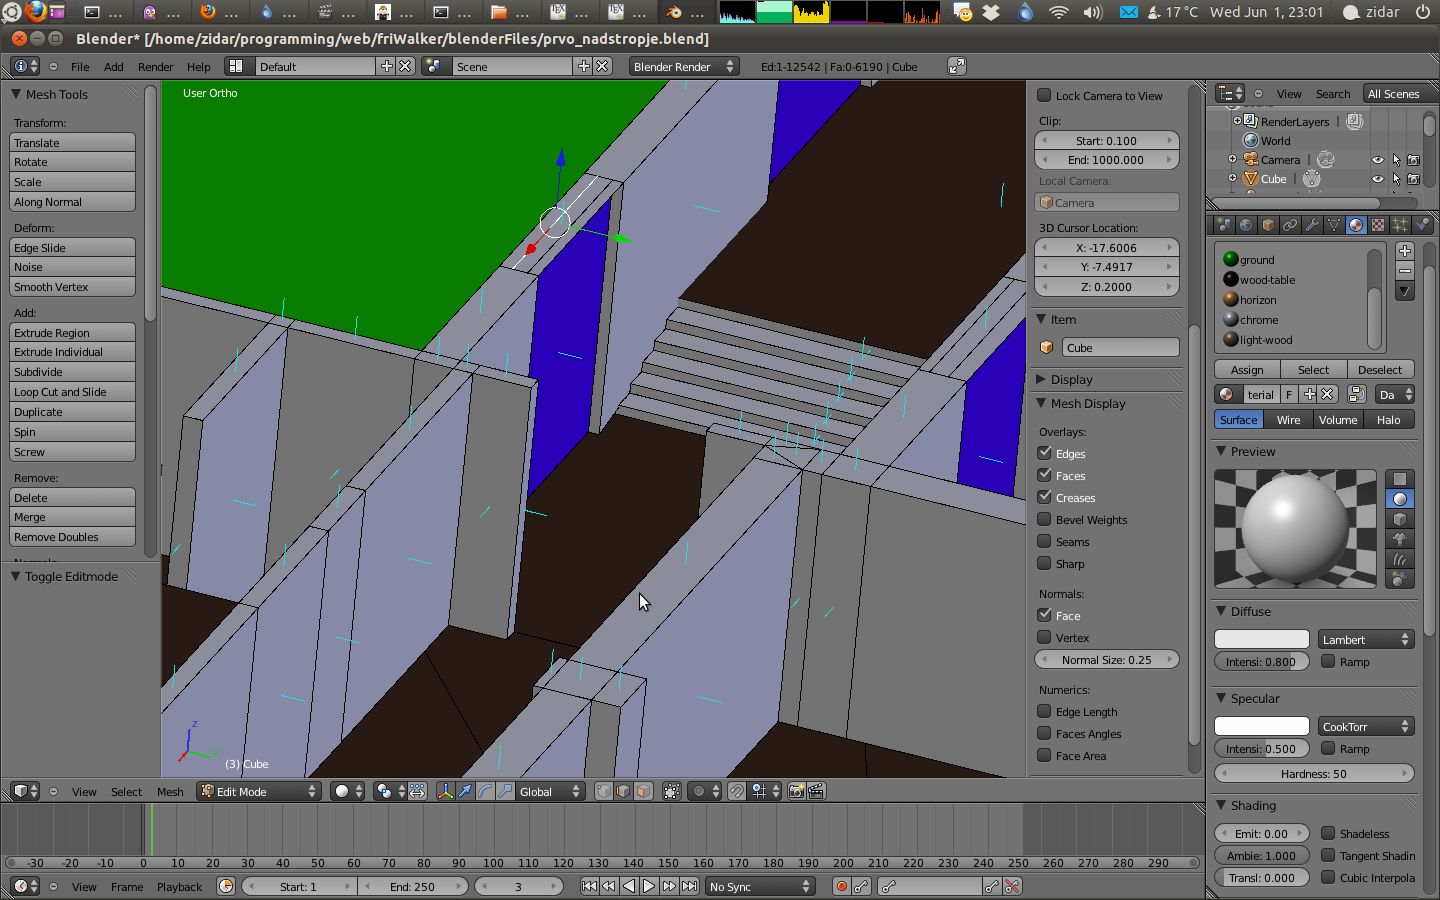 17 °C Wed Jun 1, 23:01 zidar
Blender* [/home/zidar/programming/web/friWalker/blenderFiles/prvo_nadstropje.blend]
File Add Render Help Default Scene Blender Render Ed:1-12542 | Fa:0-6190 | Cube
Mesh Tools
Transform:
Translate
Rotate
Scale
Along Normal
Deform:
Edge Slide
Noise
Smooth Vertex
Add:
Extrude Region
Extrude Individual
Subdivide
Loop Cut and Slide
Duplicate
Spin
Screw
Remove:
Delete
Merge
Remove Doubles
Toggle Editmode
User Ortho
z
(3) Cube
Lock Camera to View
Clip:
Start: 0.100
End: 1000.000
Local Camera:
Camera
3D Cursor Location:
X: -17.6006
Y: -7.4917
Z: 0.2000
Item
Cube
Display
Mesh Display
Overlays:
Edges
Faces
Creases
Bevel Weights
Seams
Sharp
Normals:
Face
Vertex
Normal Size: 0.25
Numerics:
Edge Length
Faces Angles
Face Area
View Search All Scenes
RenderLayers
World
Camera
Cube
ground
wood-table
horizon
chrome
light-wood
Assign Select Deselect
terial F Da
Surface Wire Volume Halo
Preview
Diffuse
Lambert
Intensi: 0.800 Ramp
Specular
CookTorr
Intensi: 0.500 Ramp
Hardness: 50
Shading
Emit: 0.00 Shadeless
Ambie: 1.000 Tangent Shadin
Transl: 0.000 Cubic Interpola
View Select Mesh Edit Mode Global
-30 -20 -10 0 10 20 30 40 50 60 70 80 90 100 110 120 130 140 150 160 170 180 190 200 210 220 230 240 250 260 270 280 290
View Frame Playback Start: 1 End: 250 3 No Sync